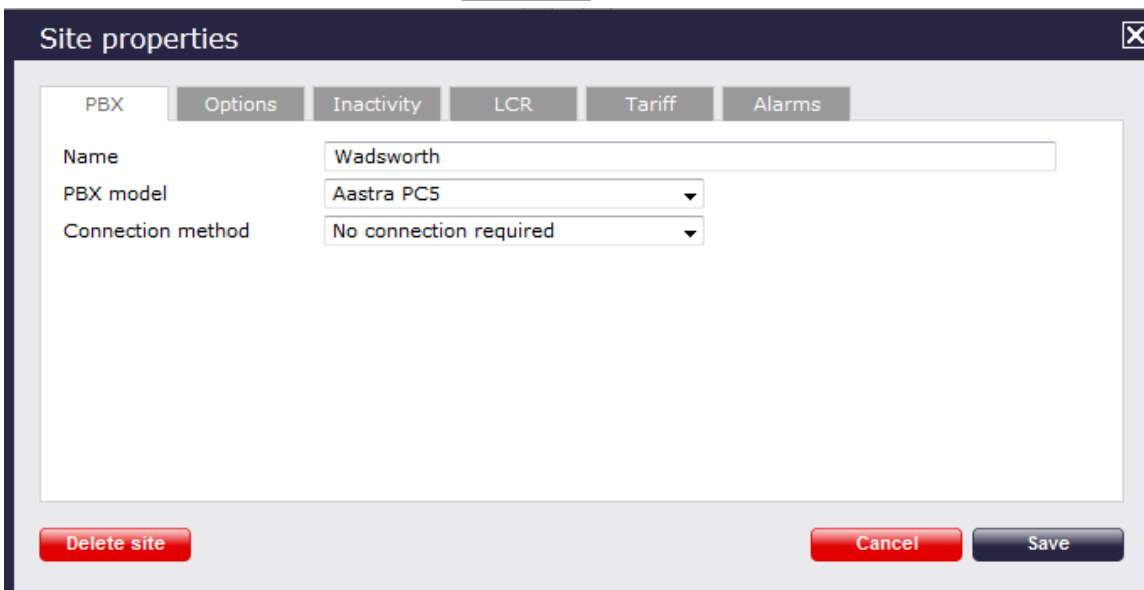 Site properties
PBX Options Inactivity LCR Tariff Alarms
Name Wadsworth
PBX model Aastra PC5
Connection method No connection required
Delete site Cancel Save